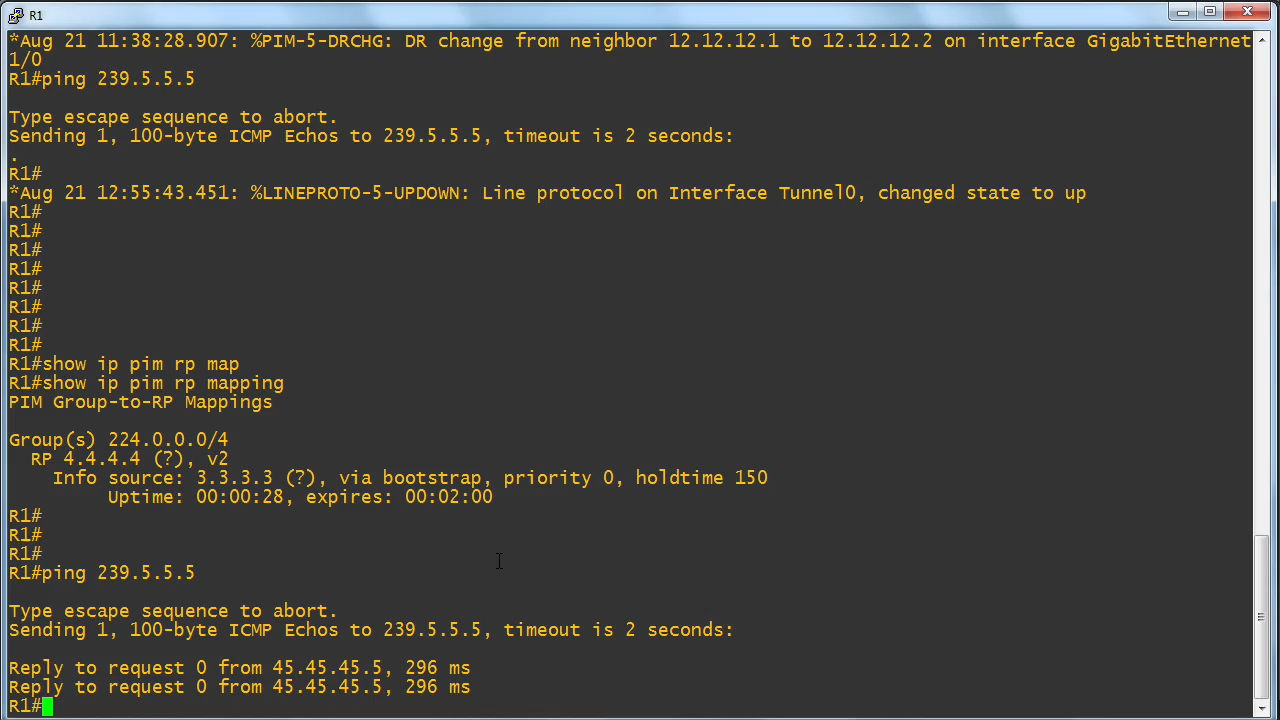 R1
*Aug 21 11:38:28.907: %PIM-5-DRCHG: DR change from neighbor 12.12.12.1 to 12.12.12.2 on interface GigabitEthernet
1/0
R1#ping 239.5.5.5
Type escape sequence to abort.
Sending 1, 100-byte ICMP Echos to 239.5.5.5, timeout is 2 seconds:
.
R1#
*Aug 21 12:55:43.451: %LINEPROTO-5-UPDOWN: Line protocol on Interface Tunnel0, changed state to up
R1#
R1#
R1#
R1#
R1#
R1#
R1#
R1#
R1#show ip pim rp map
R1#show ip pim rp mapping
PIM Group-to-RP Mappings
Group(s) 224.0.0.0/4
RP 4.4.4.4 (?), v2
Info source: 3.3.3.3 (?), via bootstrap, priority 0, holdtime 150
Uptime: 00:00:28, expires: 00:02:00
R1#
R1#
R1#
R1#ping 239.5.5.5
Type escape sequence to abort.
Sending 1, 100-byte ICMP Echos to 239.5.5.5, timeout is 2 seconds:
Reply to request 0 from 45.45.45.5, 296 ms
Reply to request 0 from 45.45.45.5, 296 ms
R1#